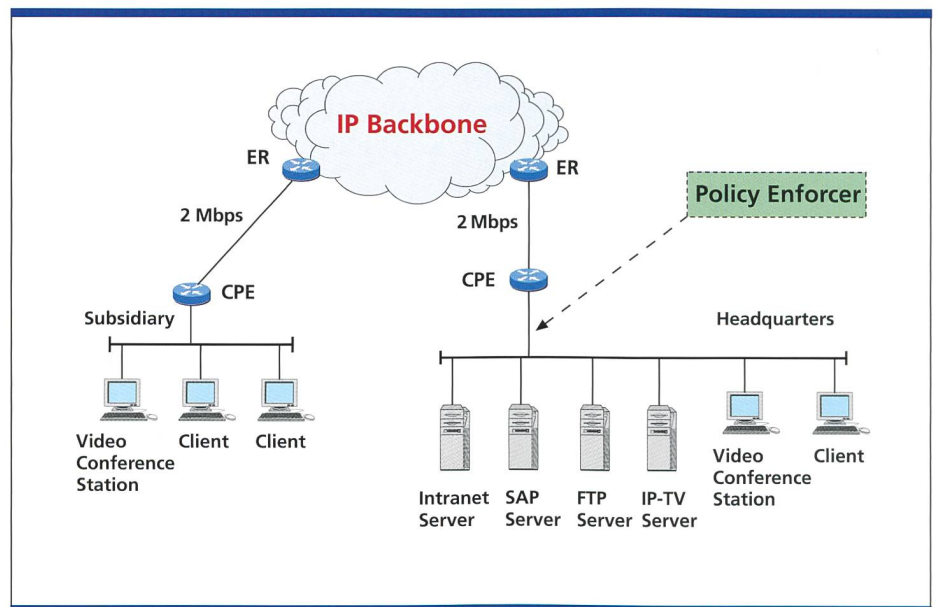 IP Backbone
ER
ER
Policy Enforcer
2 Mbps
2 Mbps
CPE
CPE
Subsidiary
Headquarters
Video
Conference
Station
Client
Client
Intranet
Server
SAP
Server
FTP
Server
IP-TV
Server
Video
Conference
Station
Client